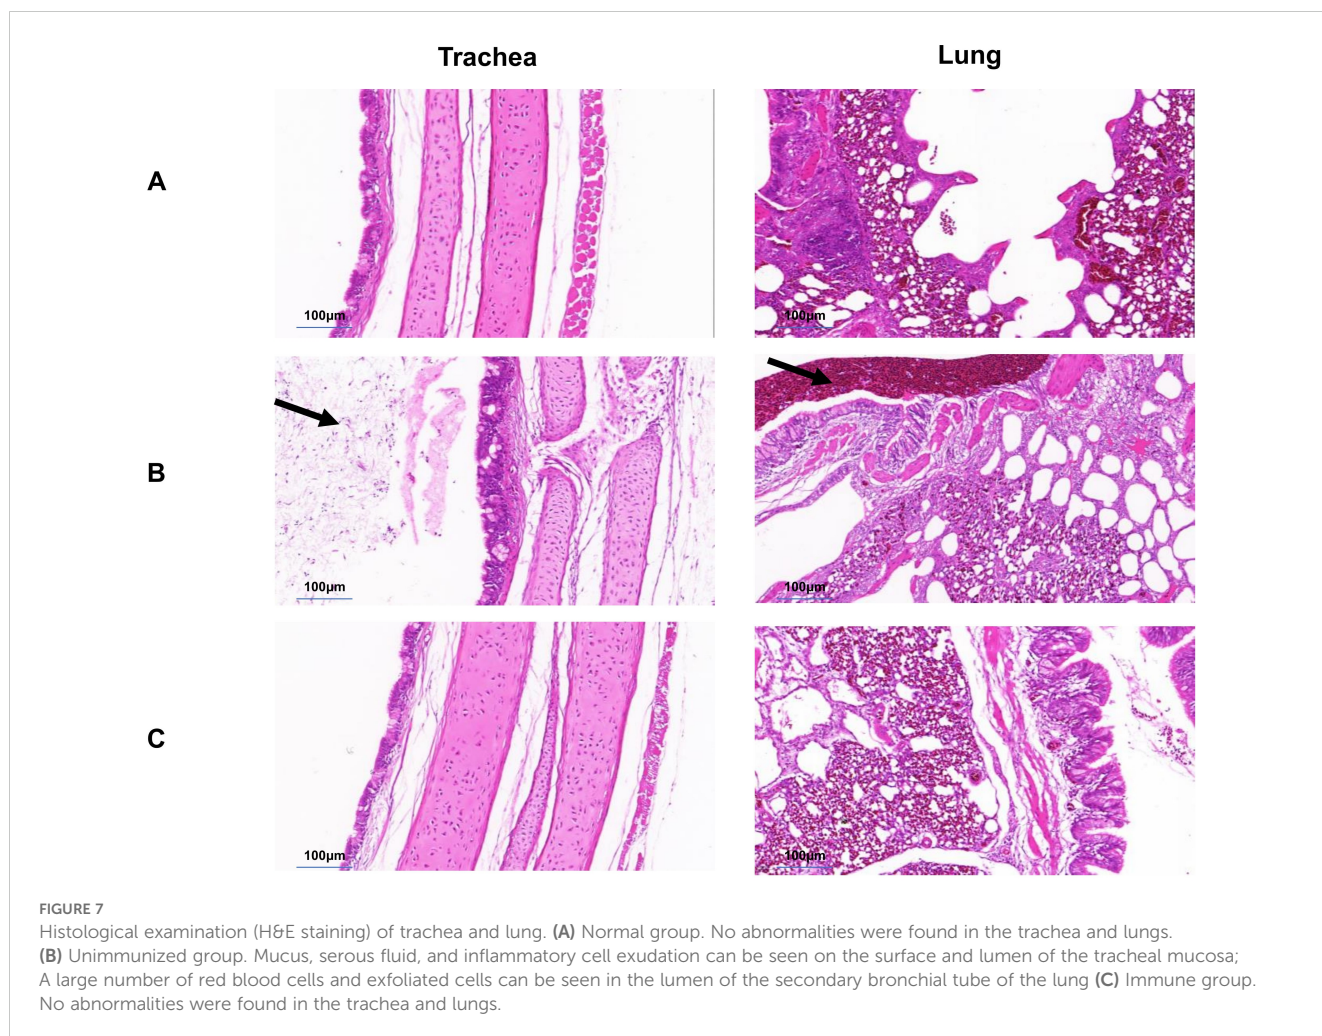 Trachea
Lung
A
100µm
100µm
B
100µm
100µm
C
100µm
100µm
FIGURE 7
Histological examination (H&E staining) of trachea and lung. (A) Normal group. No abnormalities were found in the trachea and lungs.
(B) Unimmunized group. Mucus, serous fluid, and inflammatory cell exudation can be seen on the surface and lumen of the tracheal mucosa;
A large number of red blood cells and exfoliated cells can be seen in the lumen of the secondary bronchial tube of the lung (C) Immune group.
No abnormalities were found in the trachea and lungs.